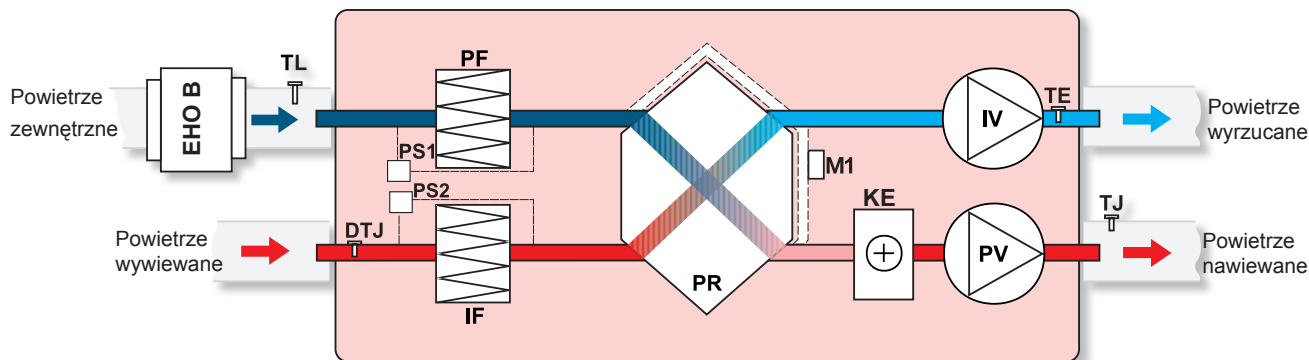 Powietrze
zewnętrzne
EHO B
TL
PF
PS1
PS2
DTJ
Powietrze
wywiewane
IF
PR
M1
KE
IV
TE
PV
TJ
Powietrze
wyrzucane
Powietrze
nawiewane